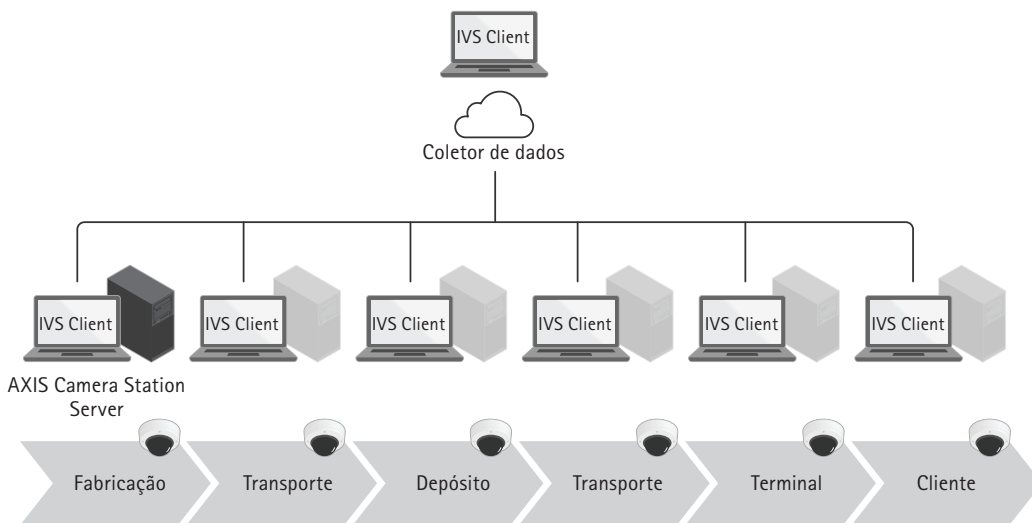 IVS Client
Coletor de dados
IVS Client
IVS Client
IVS Client
IVS Client
IVS Client
IVS Client
AXIS Camera Station
Server
Fabricação
Transporte
Depósito
Transporte
Terminal
Cliente